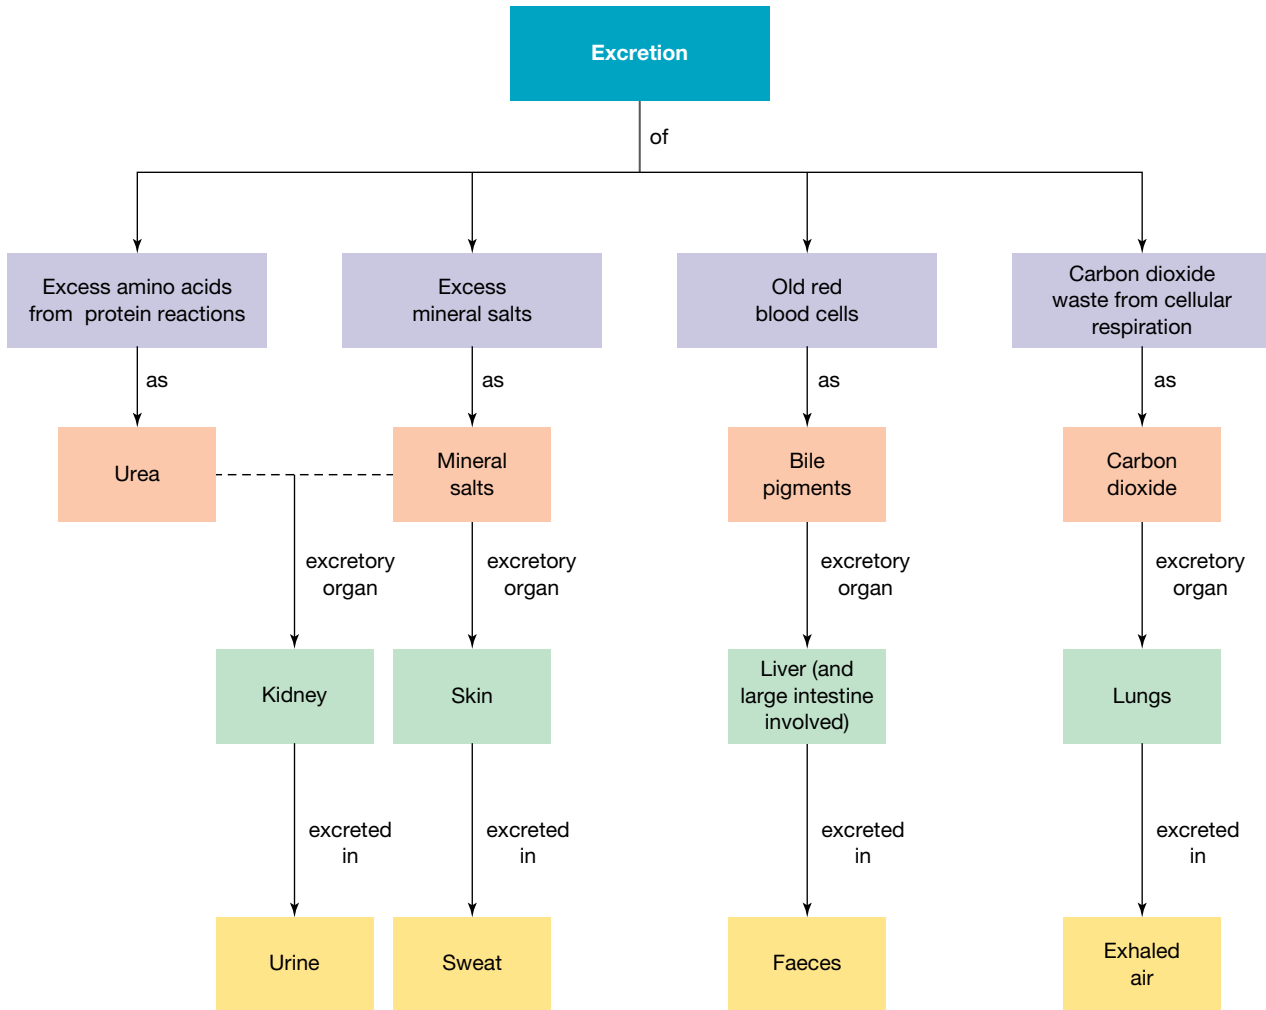 Excretion
of
Excess amino acids
from protein reactions
Excess
mineral salts
Old red
blood cells
Carbon dioxide
waste from cellular
respiration
as
as
as
as
Urea
Mineral
salts
Bile
pigments
Carbon
dioxide
excretory
organ
excretory
organ
excretory
organ
excretory
organ
Kidney
Skin
Liver (and
large intestine
involved)
Lungs
excreted
in
excreted
in
excreted
in
excreted
in
Urine
Sweat
Faeces
Exhaled
air